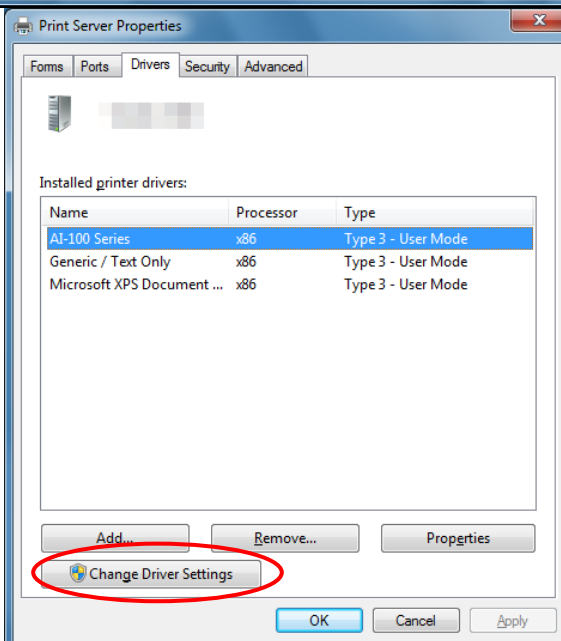 Print Server Properties
Forms Ports Drivers Security Advanced
Installed printer drivers:
Name Processor Type
AI-100 Series x86 Type 3 - User Mode
Generic / Text Only x86 Type 3 - User Mode
Microsoft XPS Document ... x86 Type 3 - User Mode
Add... Remove... Properties
Change Driver Settings
OK Cancel Apply